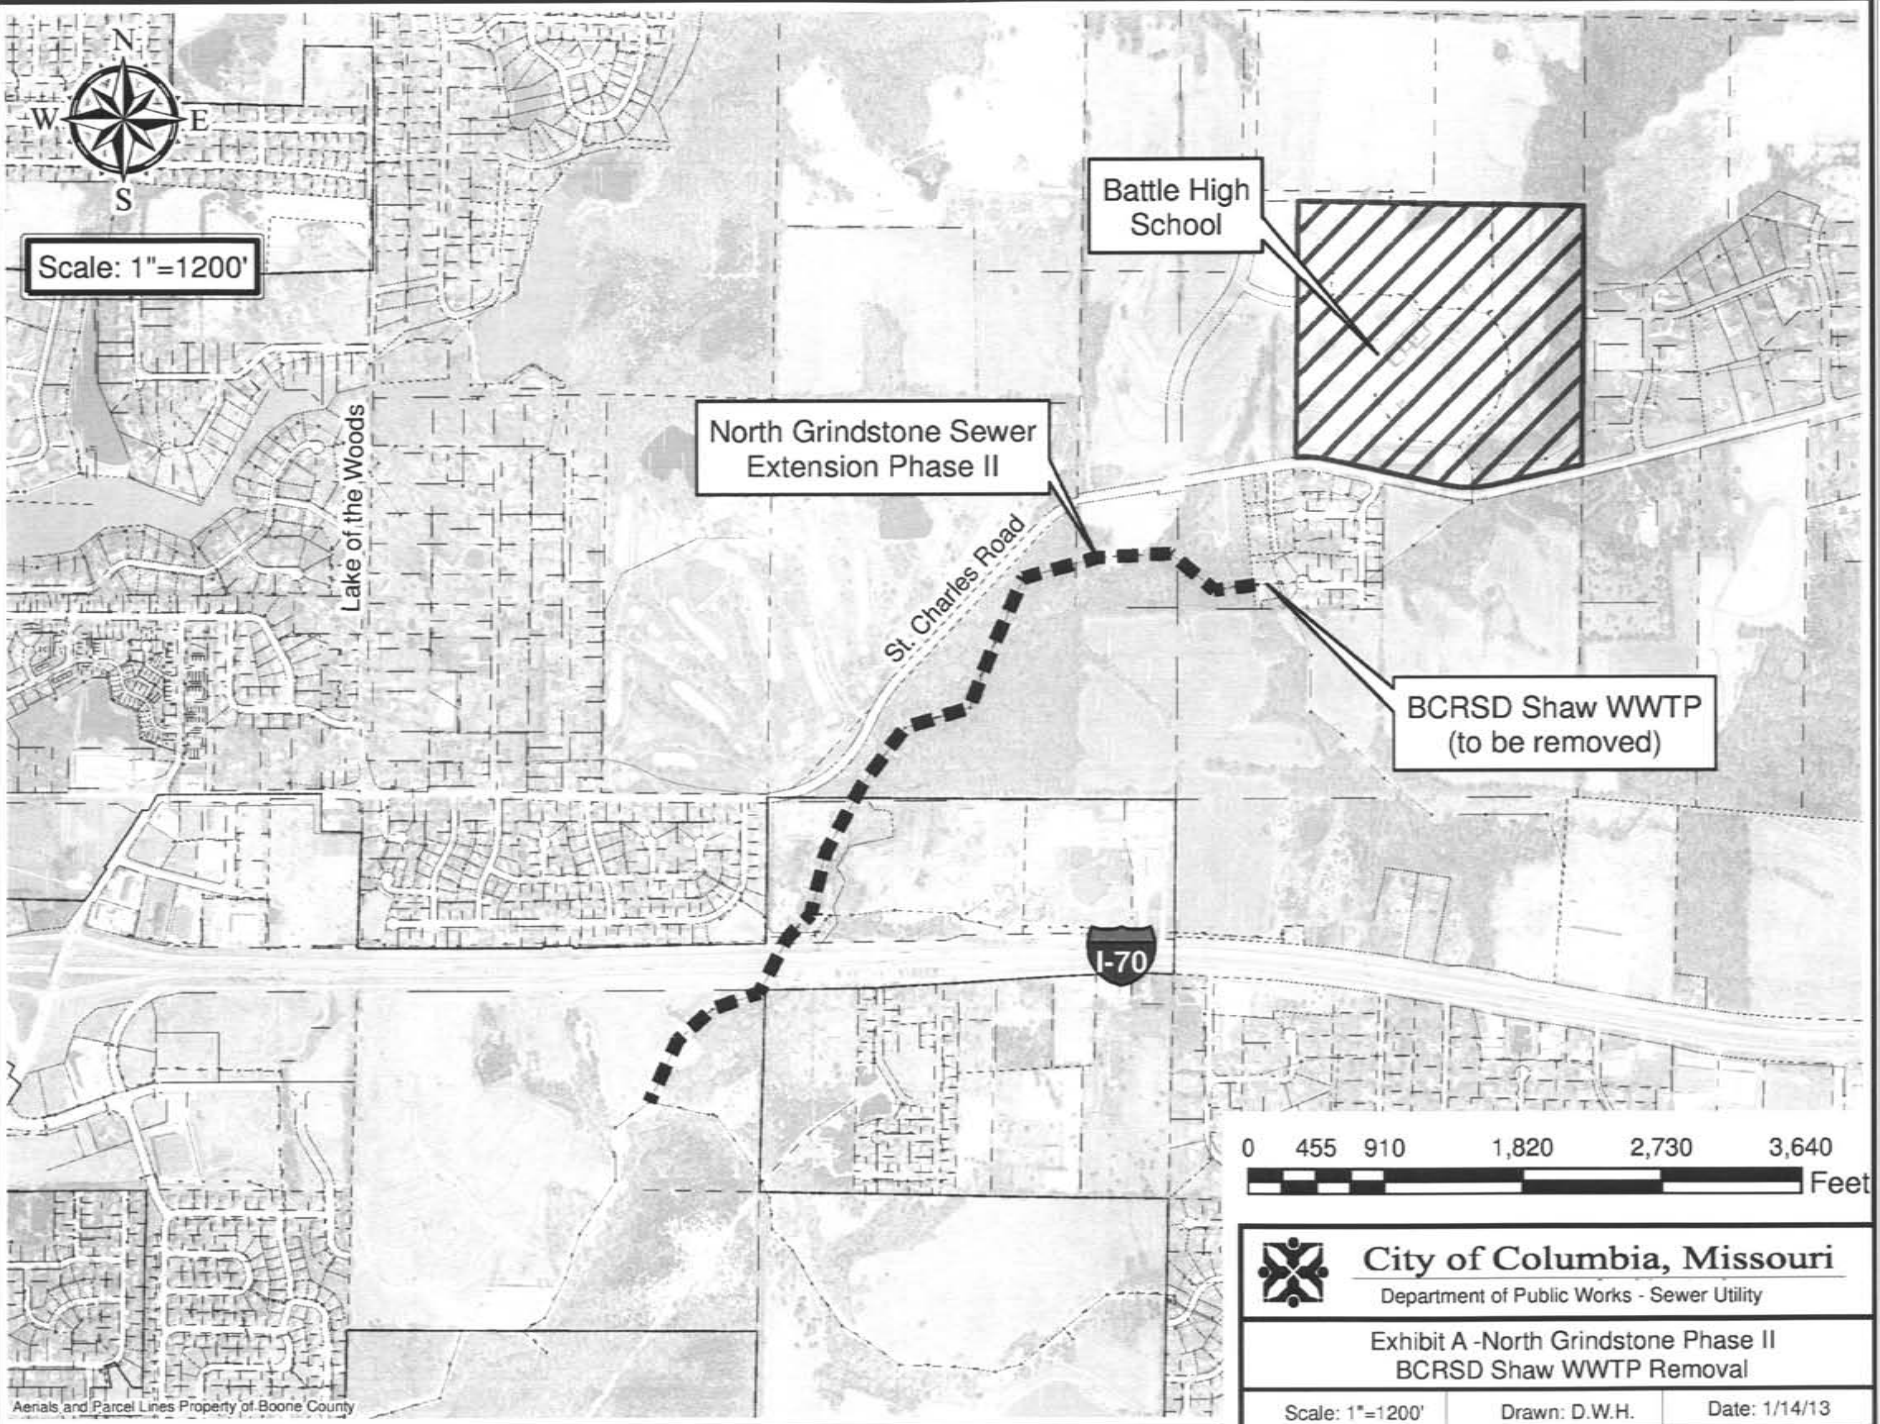 N
W E
S
Scale: 1"=1200'
Battle High
School
North Grindstone Sewer
Extension Phase II
Lake of the Woods
St. Charles Road
BCRSD Shaw WWTP
(to be removed)
I-70
0 455 910 1,820 2,730 3,640
Feet
City of Columbia, Missouri
Department of Public Works - Sewer Utility
Exhibit A -North Grindstone Phase II
BCRSD Shaw WWTP Removal
Scale: 1"=1200' Drawn: D.W.H. Date: 1/14/13
Aerials and Parcel Lines Property of Boone County